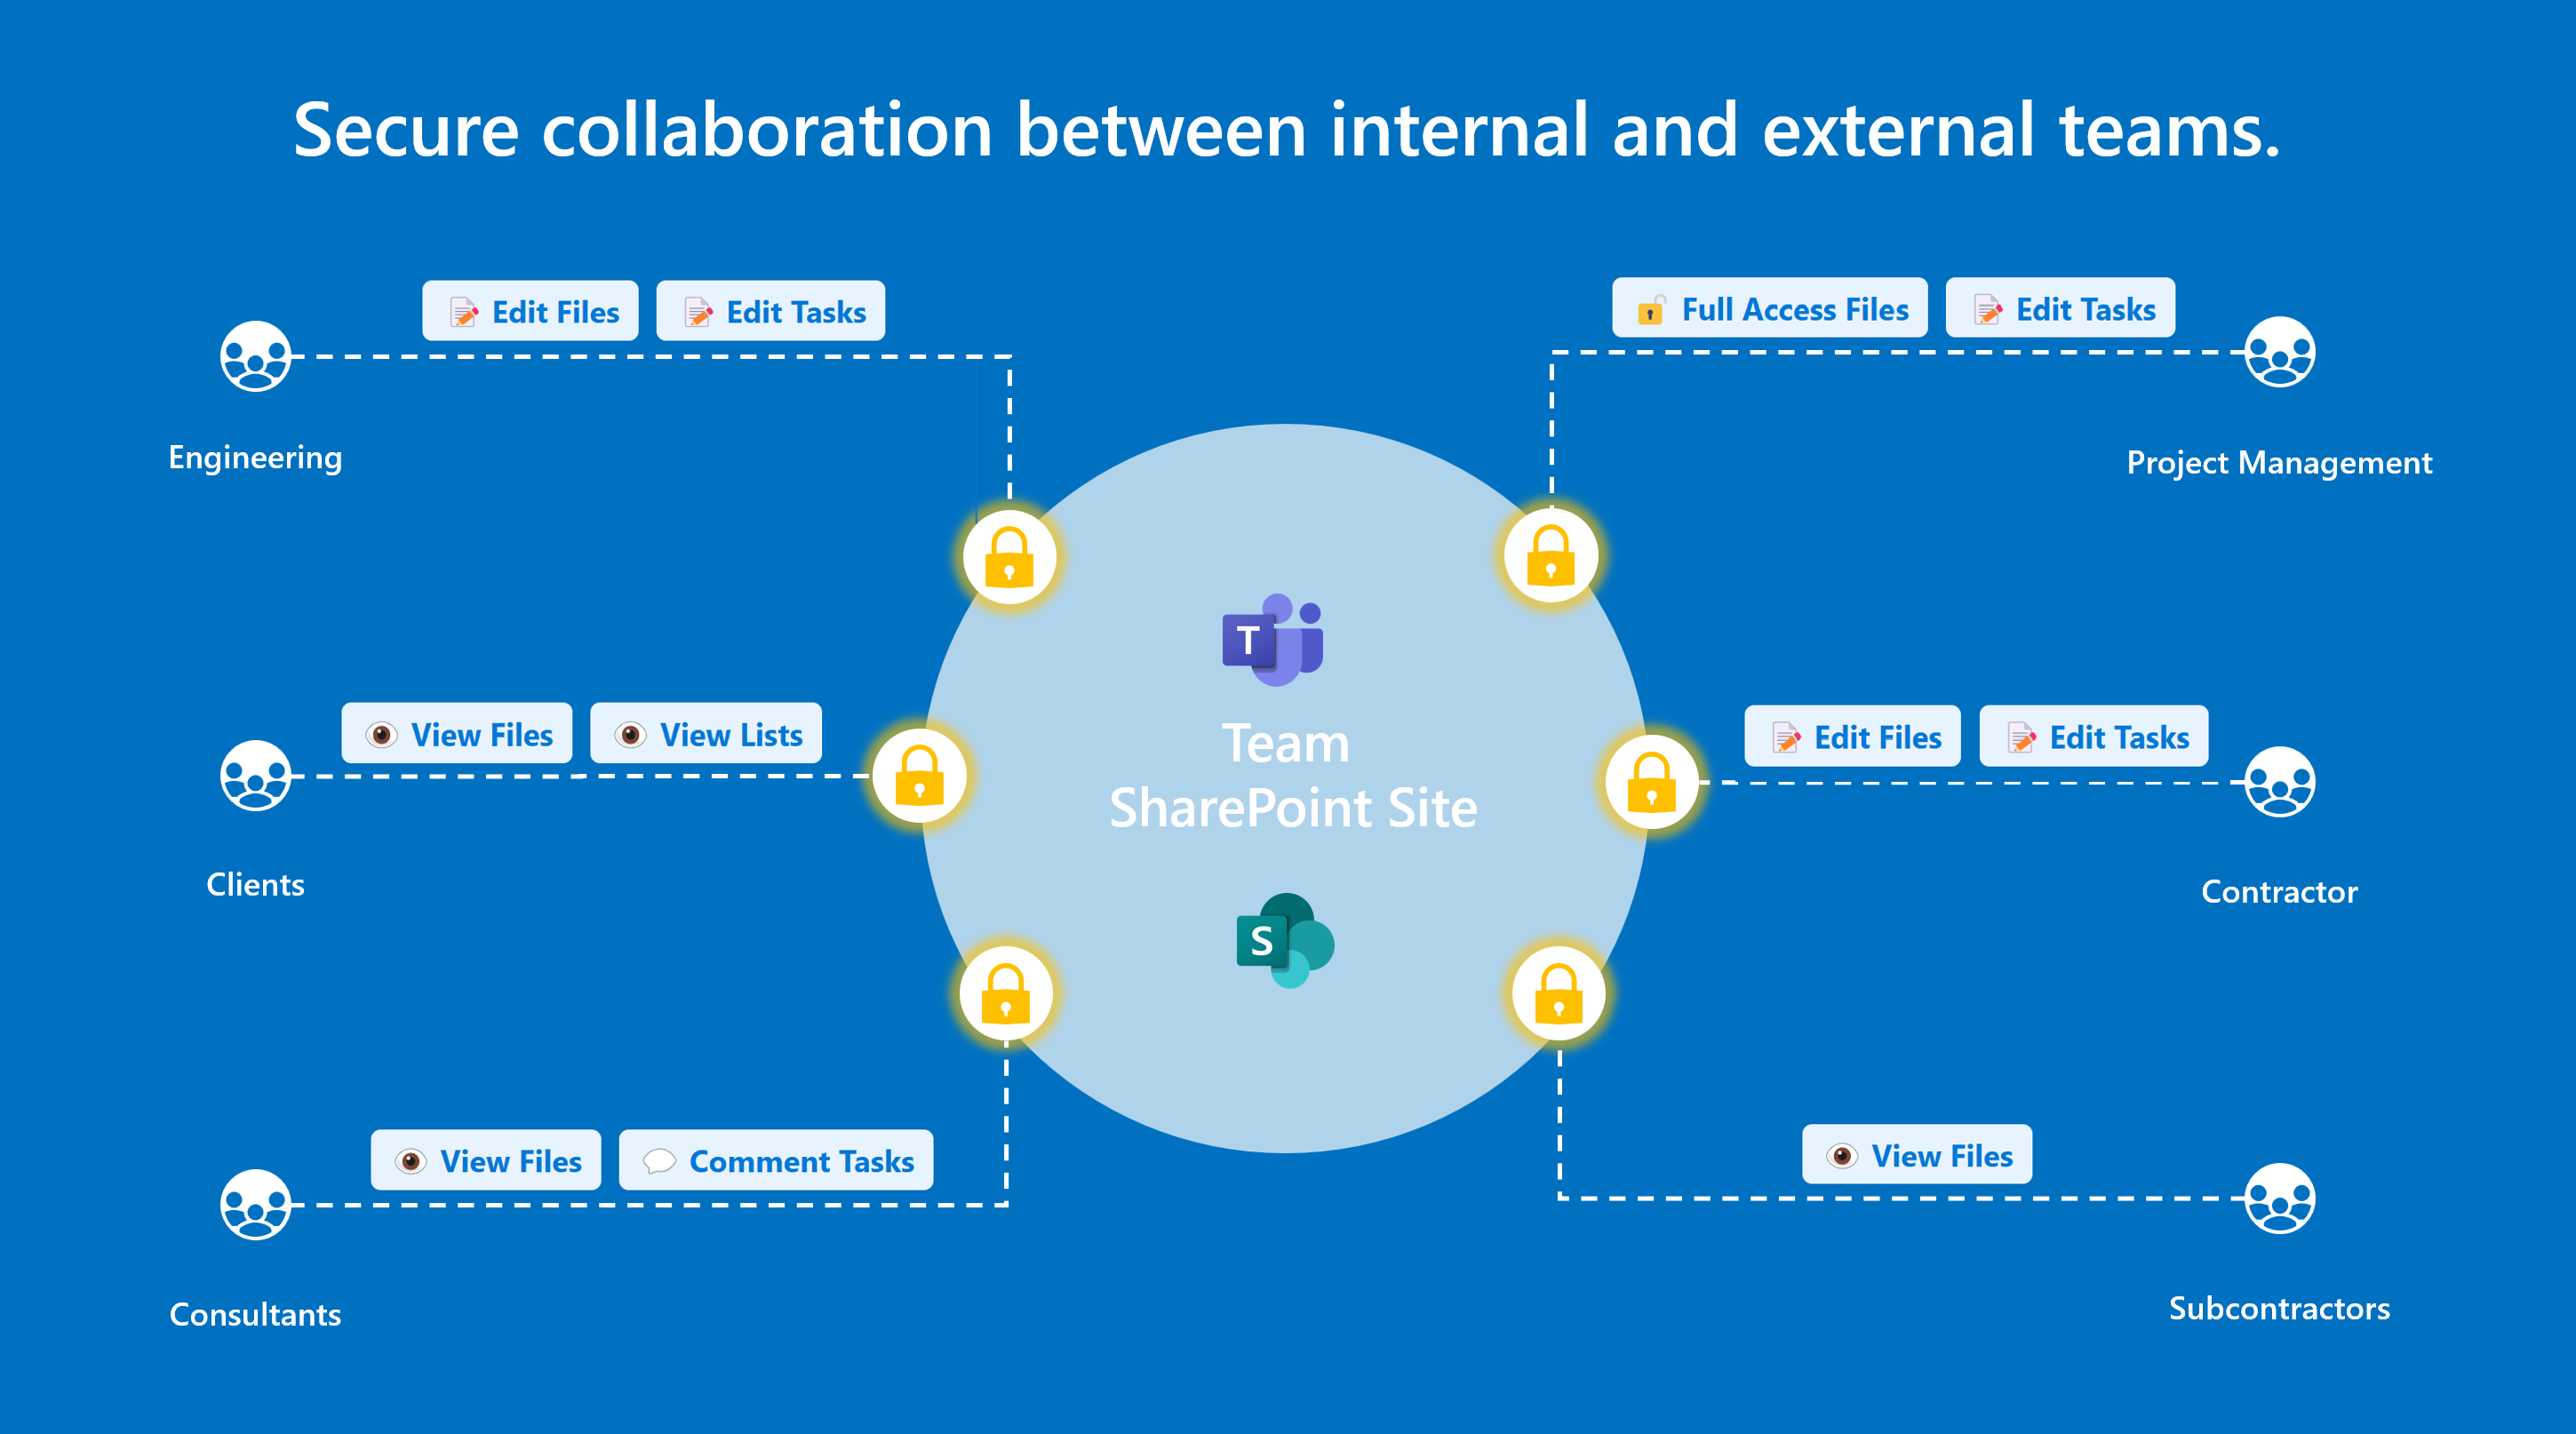 Secure collaboration between internal and external teams.
Edit Files
Edit Tasks
Engineering
Full Access Files
Edit Tasks
Project Management
View Files
View Lists
Clients
T
Team
SharePoint Site
S
Edit Files
Edit Tasks
Contractor
View Files
Comment Tasks
Consultants
View Files
Subcontractors